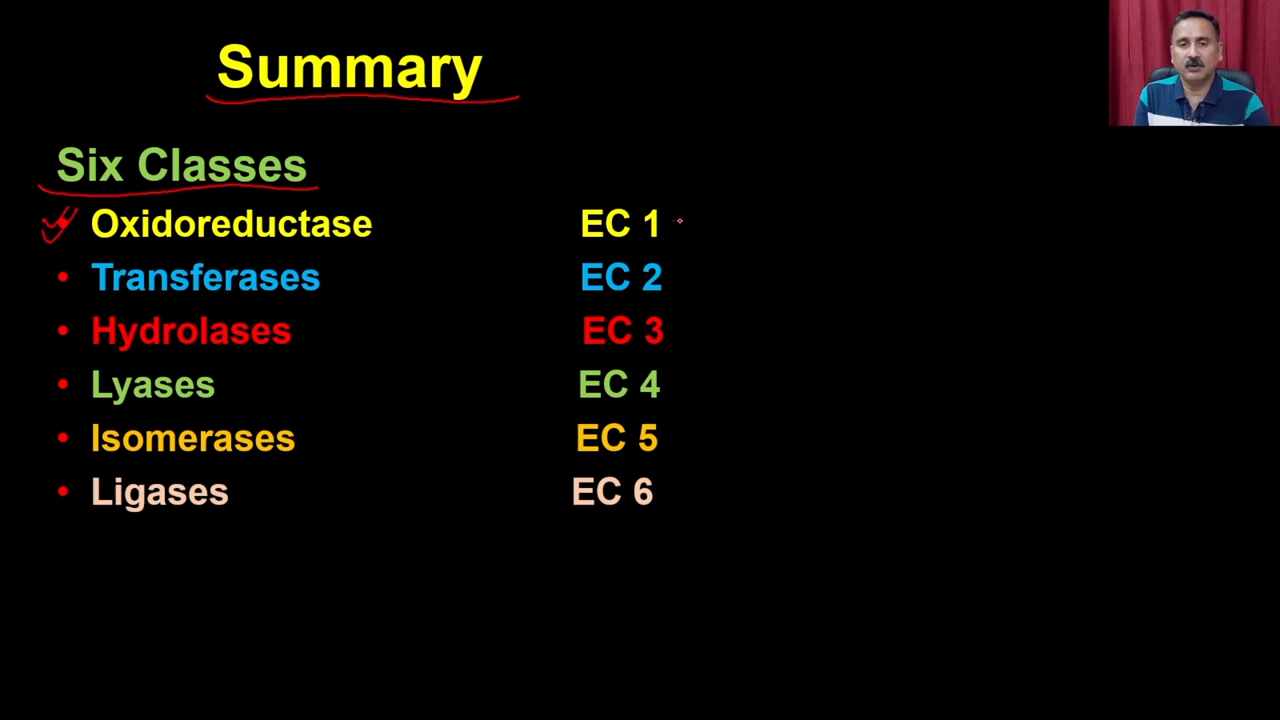 Summary
Six Classes
Oxidoreductase EC 1
• Transferases EC 2
• Hydrolases EC 3
• Lyases EC 4
• Isomerases EC 5
• Ligases EC 6